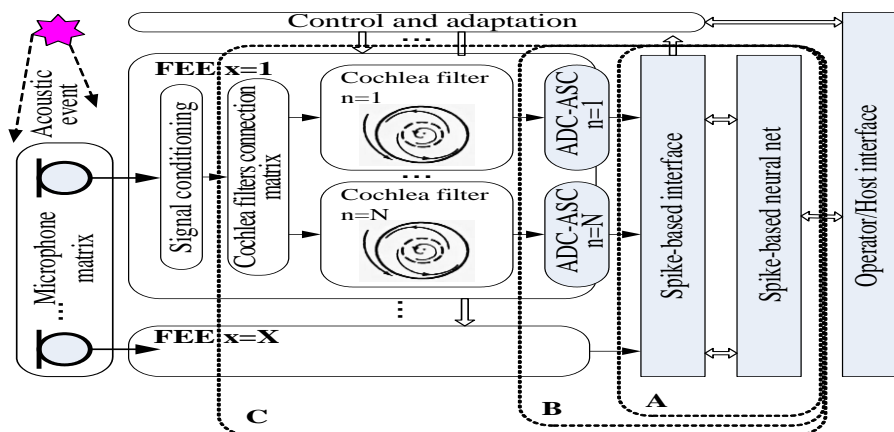 Control and adaptation
...
Acoustic
event
Microphone
matrix
...
FEE x=1
Signal conditioning
Cochlea filters connection
matrix
Cochlea filter
n=1
...
Cochlea filter
n=N
ADC-ASC
n=1
ADC-ASC
n=N
Spike-based interface
Spike-based neural net
Operator/Host interface
...
FEE x=X
C
B
A